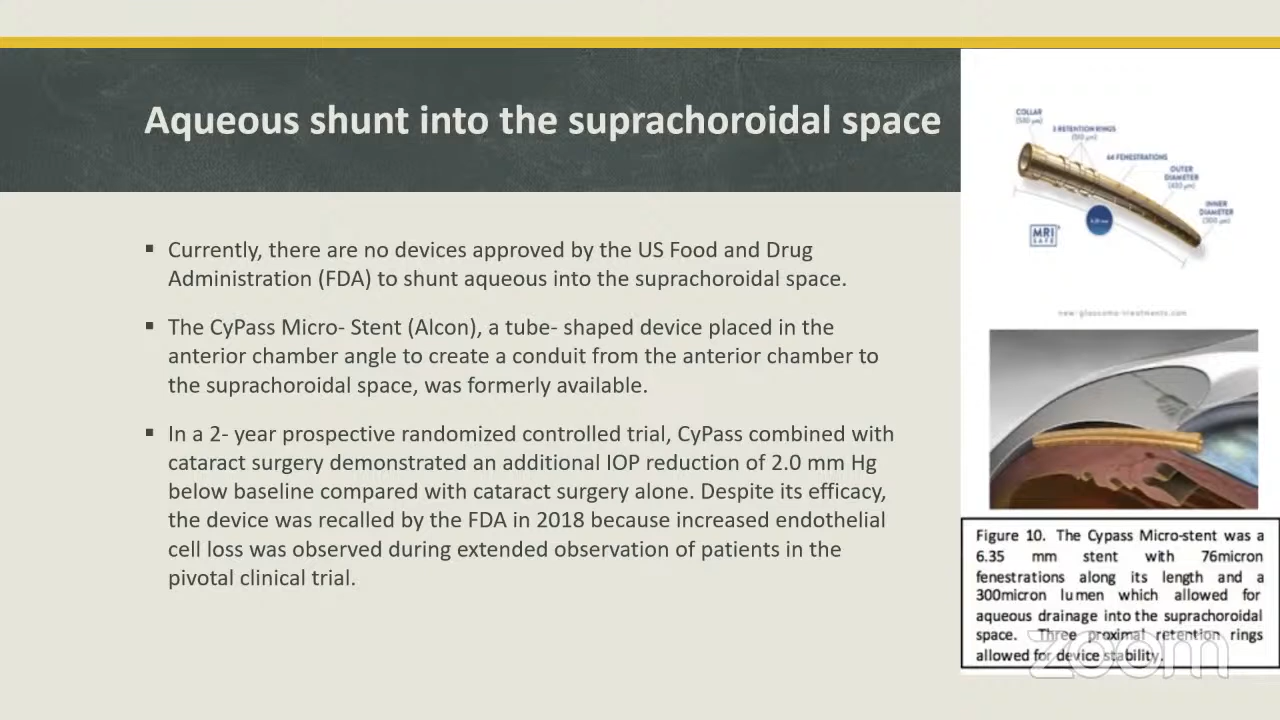 Aqueous shunt into the suprachoroidal space
▪ Currently, there are no devices approved by the US Food and Drug
Administration (FDA) to shunt aqueous into the suprachoroidal space.
▪ The CyPass Micro- Stent (Alcon), a tube- shaped device placed in the
anterior chamber angle to create a conduit from the anterior chamber to
the suprachoroidal space, was formerly available.
▪ In a 2- year prospective randomized controlled trial, CyPass combined with
cataract surgery demonstrated an additional IOP reduction of 2.0 mm Hg
below baseline compared with cataract surgery alone. Despite its efficacy,
the device was recalled by the FDA in 2018 because increased endothelial
cell loss was observed during extended observation of patients in the
pivotal clinical trial.
COLLAR
3 RETENTION RINGS
64 FENESTRATIONS
OUTER
DIAMETER
INNER
DIAMETER
MRI
SAFE
new-glaucoma-treatments.com
Figure 10. The Cypass Micro-stent was a
6.35 mm stent with 76micron
fenestrations along its length and a
300micron lumen which allowed for
aqueous drainage into the suprachoroidal
space. Three proximal retention rings
allowed for device stability.
zoom